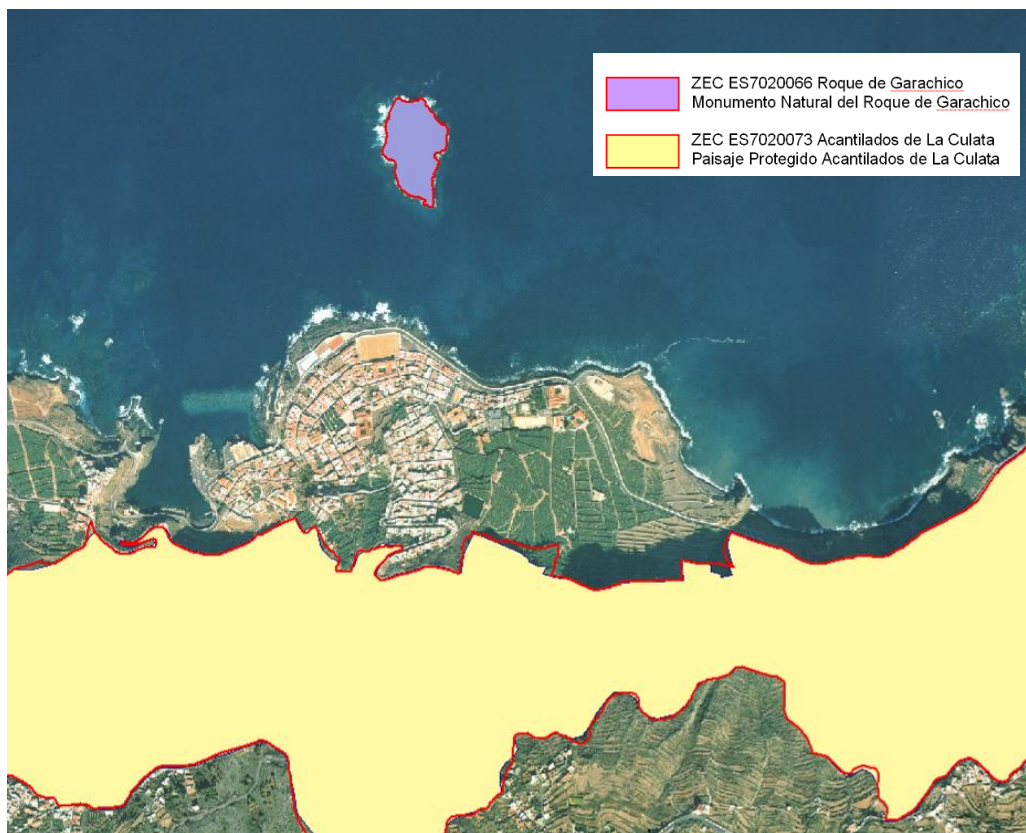 ZEC ES7020066 Roque de Garachico
Monumento Natural del Roque de Garachico
ZEC ES7020073 Acantilados de La Culata
Paisaje Protegido Acantilados de La Culata